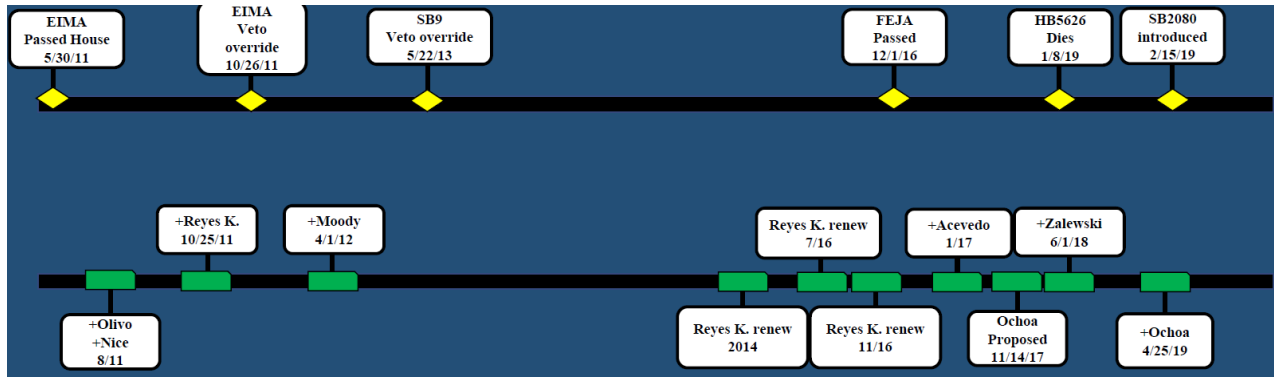 EIMA
Passed House
5/30/11
EIMA
Veto
override
10/26/11
SB9
Veto override
5/22/13
FEJA
Passed
12/1/16
HB5626
Dies
1/8/19
SB2080
introduced
2/15/19
+Reyes K.
10/25/11
+Moody
4/1/12
Reyes K. renew
7/16
+Acevedo
1/17
+Zalewski
6/1/18
+Olivo
+Nice
8/11
Reyes K. renew
2014
Reyes K. renew
11/16
Ochoa
Proposed
11/14/17
+Ochoa
4/25/19